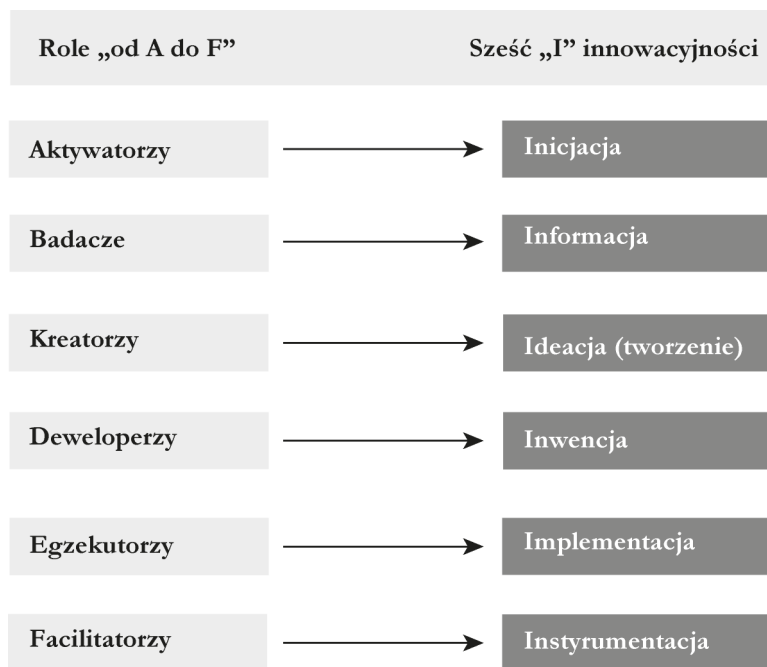 Role „od A do F” Sześć „I” innowacyjności
Aktywatorzy Inicjacja
Badacze Informacja
Kreatorzy Ideacja (tworzenie)
Deweloperzy Inwencja
Egzekutorzy Implementacja
Facilitatorzy Instyrumentacja